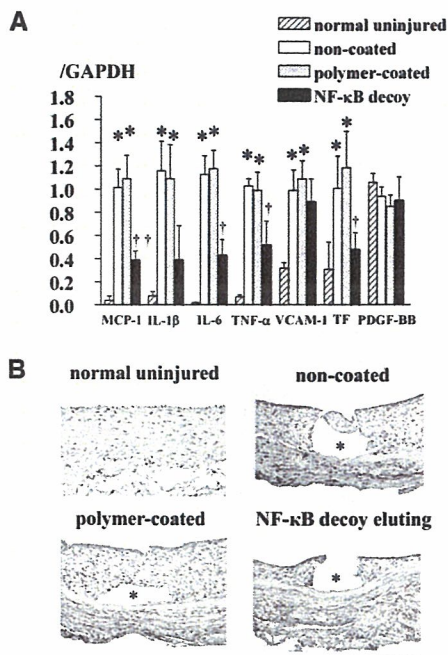 A
normal uninjured
non-coated
polymer-coated
NF-κB decoy
/GAPDH
1.8
1.6
1.4
1.2
1.0
0.8
0.6
0.4
0.2
0.0
* * * * * * * * * * * *
† † † † †
MCP-1 IL-1β IL-6 TNF-α VCAM-1 TF PDGF-BB
B
normal uninjured
non-coated
*
polymer-coated
NF-κB decoy eluting
*
*